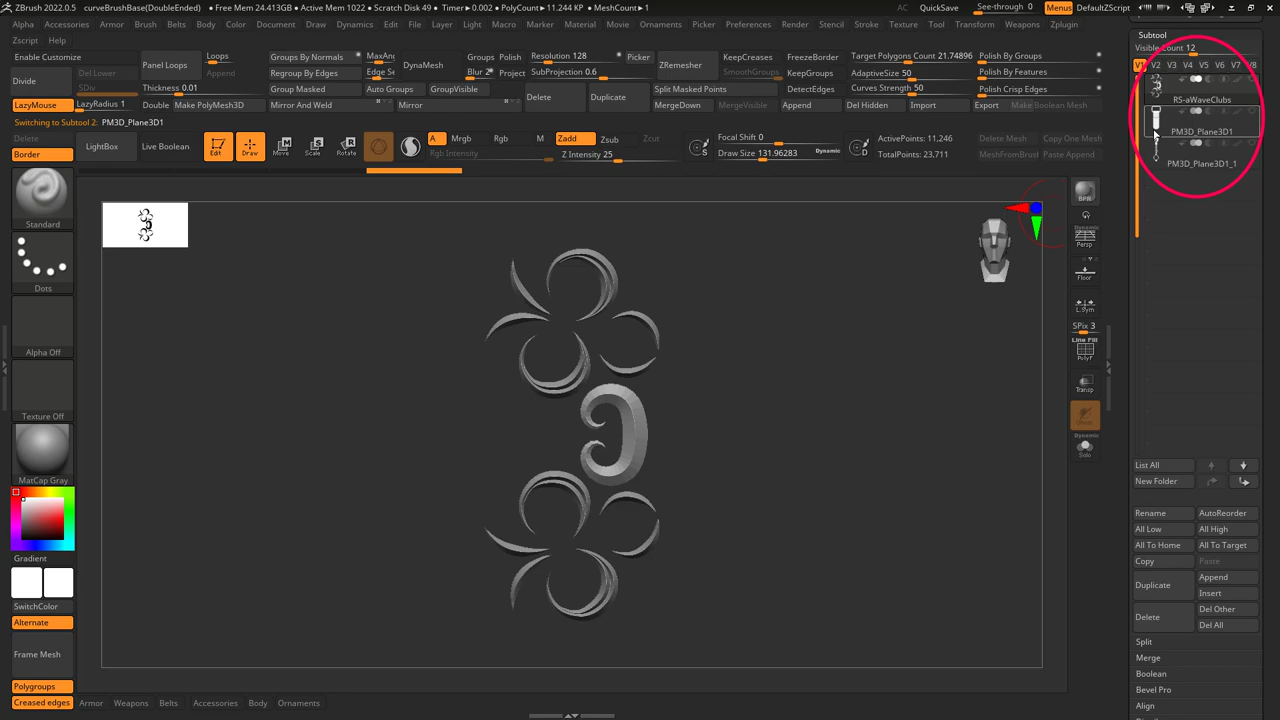 ZBrush 2022.0.5 curveBrushBase(DoubleEnded) • Free Mem 24.413GB • Active Mem 1022 • Scratch Disk 49 • Timer▸0.002 • PolyCount▸11.244 KP • MeshCount▸1 AC QuickSave See-through 0 Menus DefaultZScript
Alpha Accessories Armor Brush Belts Body Color Document Draw Dynamics Edit File Layer Light Macro Marker Material Movie Ornaments Picker Preferences Render Stencil Stroke Texture Tool Transform Weapons Zplugin
Zscript Help
Enable Customize
Divide
Del Lower
SDiv
Panel Loops
Loops
Append
Thickness 0.01
Groups By Normals
Regroup By Edges
Group Masked
MaxAng
Edge Se
Auto Groups
DynaMesh
Groups
Polish
Blur 2
Project
GroupVisible
Resolution 128
SubProjection 0.6
Delete
Picker
Duplicate
ZRemesher
KeepCreases
SmoothGroups
Split Masked Points
FreezeBorder
KeepGroups
DetectEdges
Target Polygons Count 21.74896
AdaptiveSize 50
Curves Strength 50
Polish By Groups
Polish By Features
Polish Crisp Edges
LazyMouse LazyRadius 1 Double Make PolyMesh3D Mirror And Weld Mirror MergeDown MergeVisible Append Del Hidden Import Export Make Boolean Mesh
Switching to Subtool 2: PM3D_Plane3D1
Delete
Border
LightBox
Live Boolean
Edit
Draw
Move
Scale
Rotate
A Mrgb Rgb M
Rgb Intensity
Zadd Zsub Zcut
Z Intensity 25
S
Focal Shift 0
Draw Size 131.96283
Dynamic
D
ActivePoints: 11,246
TotalPoints: 23,711
Delete Mesh
MeshFromBrush
Copy One Mesh
Paste Append
Standard
Dots
Alpha Off
Texture Off
MatCap Gray
Gradient
SwitchColor
Alternate
Frame Mesh
Polygroups
Creased edges
Armor Weapons Belts Accessories Body Ornaments
BPR
Dynamic
Persp
Floor
L.Sym
SPix 3
Line Fill
PolyF
Transp
Dynamic
Solo
Subtool
Visible Count 12
V1 V2 V3 V4 V5 V6 V7 V8
RS-aWaveClubs
PM3D_Plane3D1
PM3D_Plane3D1_1
List All
New Folder
Rename AutoReorder
All Low All High
All To Home All To Target
Copy Paste
Duplicate
Append
Insert
Delete
Del Other
Del All
Split
Merge
Boolean
Bevel Pro
Align